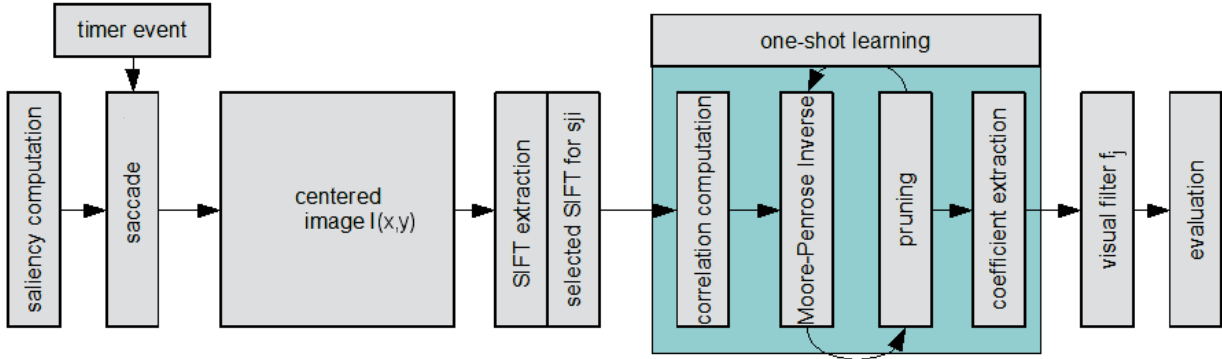 timer event
one-shot learning
saliency computation
saccade
centered
image I(x,y)
SIFT extraction
selected SIFT for sji
correlation computation
Moore-Penrose Inverse
pruning
coefficient extraction
visual filter fj
evaluation